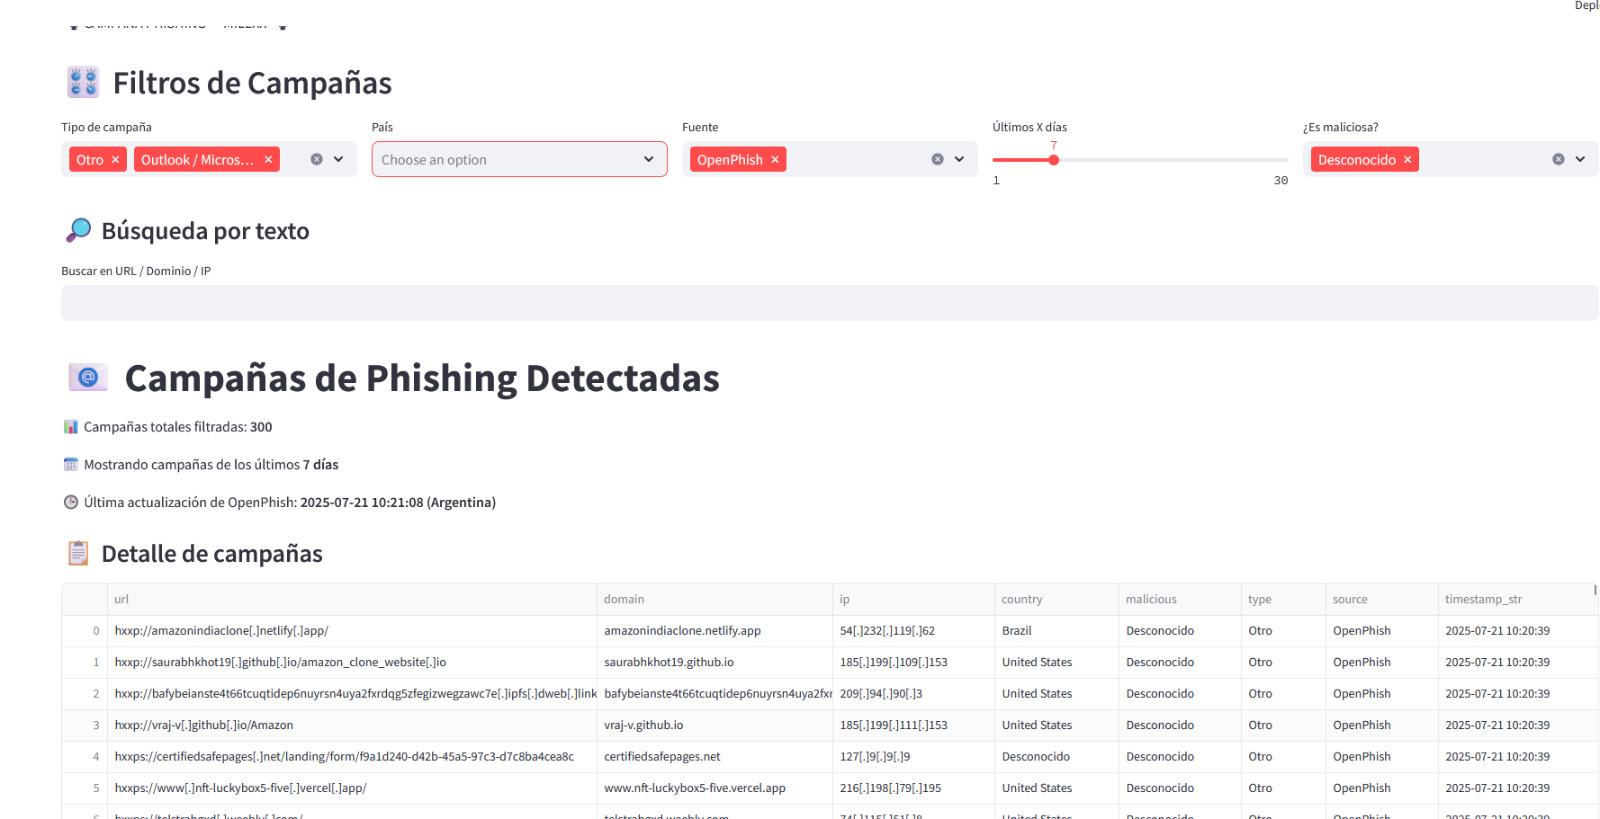 Depl
Filtros de Campañas
Tipo de campaña País Fuente Últimos X días ¿Es maliciosa?
Otro × Outlook / Micros... × Choose an option OpenPhish × 7 Desconocido ×
1 30
Búsqueda por texto
Buscar en URL / Dominio / IP
@ Campañas de Phishing Detectadas
Campañas totales filtradas: 300
Mostrando campañas de los últimos 7 días
Última actualización de OpenPhish: 2025-07-21 10:21:08 (Argentina)
Detalle de campañas
url domain ip country malicious type source timestamp_str
0 hxxp://amazonindiaclone[.]netlify[.]app/ amazonindiaclone.netlify.app 54[.]232[.]119[.]62 Brazil Desconocido Otro OpenPhish 2025-07-21 10:20:39
1 hxxp://saurabhkhot19[.]github[.]io/amazon_clone_website[.]io saurabhkhot19.github.io 185[.]199[.]109[.]153 United States Desconocido Otro OpenPhish 2025-07-21 10:20:39
2 hxxp://bafybeianste4t66tcuqtidep6nuyrsn4uya2fxrdqg5zfegizwegzawc7e[.]ipfs[.]dweb[.]link bafybeianste4t66tcuqtidep6nuyrsn4uya2fxr 209[.]94[.]90[.]3 United States Desconocido Otro OpenPhish 2025-07-21 10:20:39
3 hxxp://vraj-v[.]github[.]io/Amazon vraj-v.github.io 185[.]199[.]111[.]153 United States Desconocido Otro OpenPhish 2025-07-21 10:20:39
4 hxxps://certifiedsafepages[.]net/landing/form/f9a1d240-d42b-45a5-97c3-d7c8ba4cea8c certifiedsafepages.net 127[.]9[.]9[.]9 Desconocido Desconocido Otro OpenPhish 2025-07-21 10:20:39
5 hxxps://www[.]nft-luckybox5-five[.]vercel[.]app/ www.nft-luckybox5-five.vercel.app 216[.]198[.]79[.]195 United States Desconocido Otro OpenPhish 2025-07-21 10:20:39
United States Desconocido Otro OpenPhish 2025-07-21 10:20:39